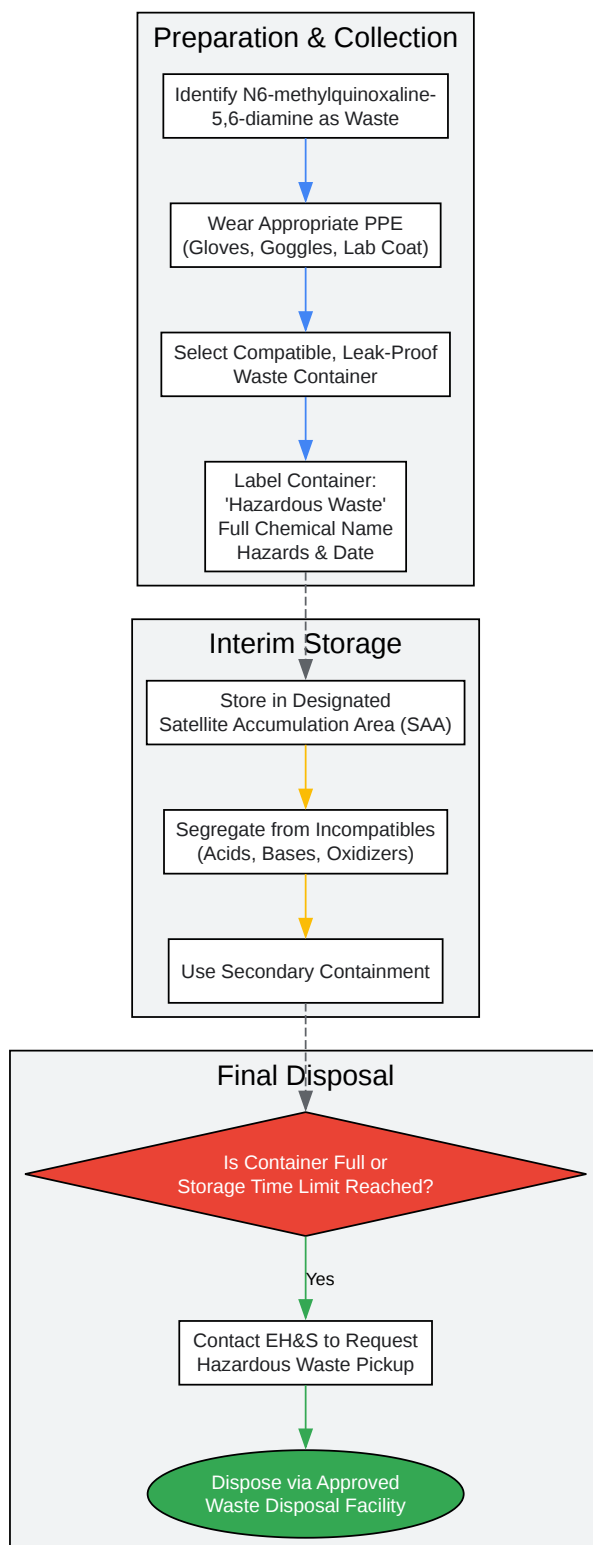 Preparation & Collection
Identify N6-methylquinoxaline-
5,6-diamine as Waste
Wear Appropriate PPE
(Gloves, Goggles, Lab Coat)
Select Compatible, Leak-Proof
Waste Container
Label Container:
'Hazardous Waste'
Full Chemical Name
Hazards & Date
Interim Storage
Store in Designated
Satellite Accumulation Area (SAA)
Segregate from Incompatibles
(Acids, Bases, Oxidizers)
Use Secondary Containment
Final Disposal
Is Container Full or
Storage Time Limit Reached?
Yes
Contact EH&S to Request
Hazardous Waste Pickup
Dispose via Approved
Waste Disposal Facility